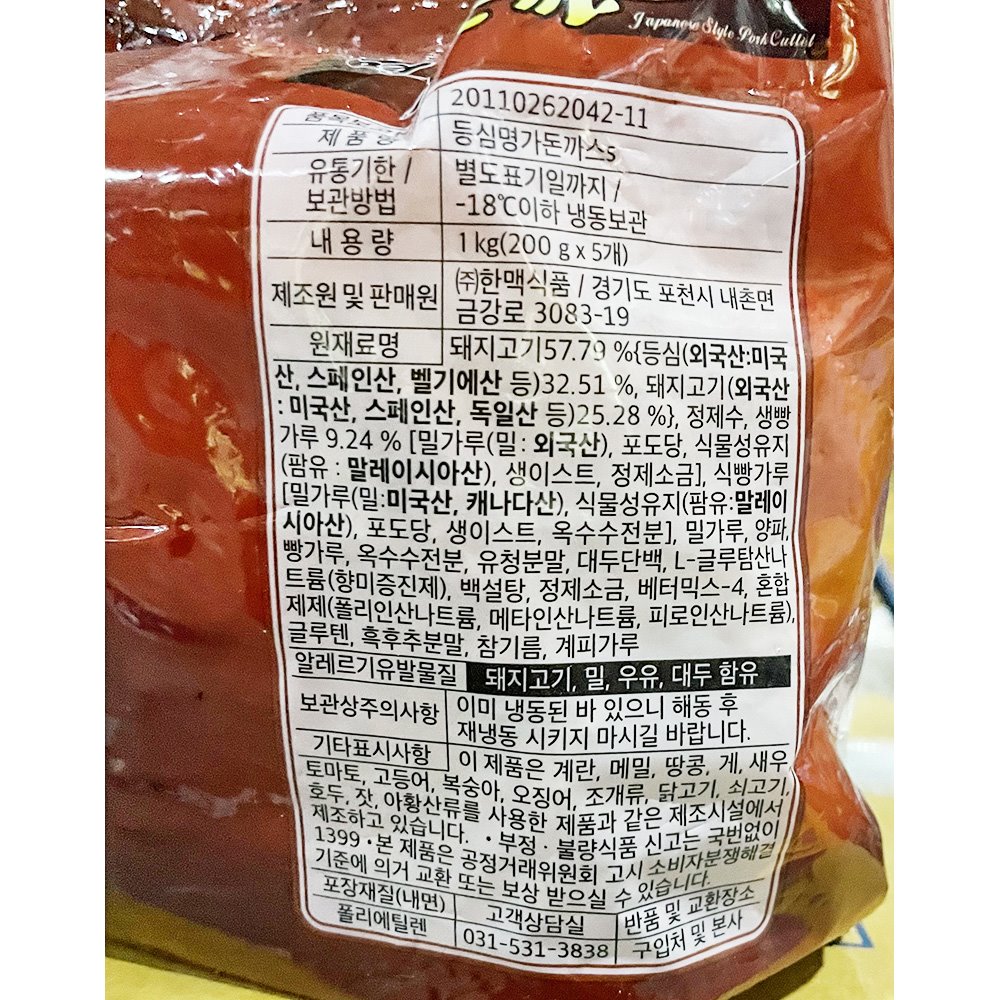 Japanese Style Pork Cutlet
20110262042-11
제품명 등심명가돈까스s
유통기한 / 별도표기일까지 /
보관방법 -18℃이하 냉동보관
내용량 1 kg(200 g x 5개)
제조원 및 판매원 ㈜한맥식품 / 경기도 포천시 내촌면
금강로 3083-19
원재료명 돼지고기57.79 %{등심(외국산:미국
산, 스페인산, 벨기에산 등)32.51 %, 돼지고기(외국산
: 미국산, 스페인산, 독일산 등)25.28 %}, 정제수, 생빵
가루 9.24 % [밀가루(밀: 외국산), 포도당, 식물성유지
(팜유 : 말레이시아산), 생이스트, 정제소금] 식빵가루
[밀가루(밀:미국산, 캐나다산), 식물성유지(팜유:말레이
시아산), 포도당, 생이스트, 옥수수전분] 밀가루, 양파,
빵가루, 옥수수전분, 유청분말, 대두단백, L-글루탐산나
트륨(향미증진제), 백설탕, 정제소금, 베터믹스-4, 혼합
제제(폴리인산나트륨, 메타인산나트륨, 피로인산나트륨),
글루텐, 흑후추분말, 참기름, 계피가루
알레르기유발물질 돼지고기, 밀, 우유, 대두 함유
보관상주의사항 이미 냉동된 바 있으니 해동 후
재냉동 시키지 마시길 바랍니다.
기타표시사항 이 제품은 계란, 메밀, 땅콩, 게, 새우
토마토, 고등어, 복숭아, 오징어, 조개류, 닭고기, 쇠고기,
호두, 잣, 아황산류를 사용한 제품과 같은 제조시설에서
제조하고 있습니다. ·부정·불량식품 신고는 국번없이
1399 ·본 제품은 공정거래위원회 고시 소비자분쟁해결
기준에 의거 교환 또는 보상 받으실 수 있습니다.
포장재질(내면) 고객상담실 반품 및 교환장소
폴리에틸렌 031-531-3838 구입처 및 본사